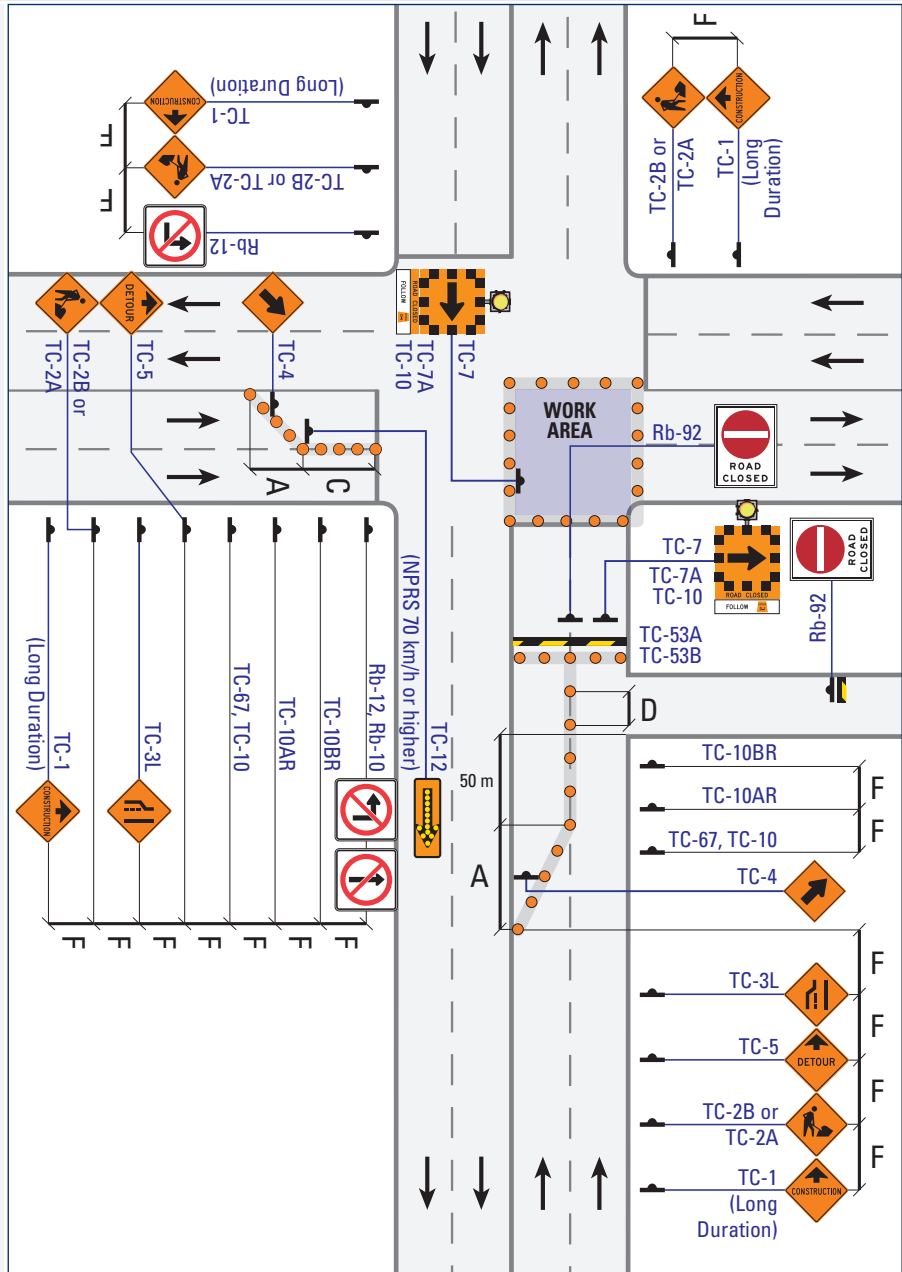 F
(Long Duration)
TC-1
CONSTRUCTION
F
TC-2B or TC-2A
F
Rb-12
CONSTRUCTION
TC-2B or
TC-2A
TC-1
(Long
Duration)
DETOUR
TC-2B or
TC-2A
TC-5
TC-4
ROAD CLOSED
FOLLOW
TC-7
TC-7A
TC-10
WORK
AREA
Rb-92
ROAD
CLOSED
A
C
TC-7
TC-7A
TC-10
ROAD CLOSED
FOLLOW
ROAD
CLOSED
Rb-92
TC-53A
TC-53B
D
(NPRS 70 km/h or higher)
TC-12
TC-1
(Long Duration)
CONSTRUCTION
TC-3L
TC-67, TC-10
TC-10AR
TC-10BR
Rb-12, Rb-10
F
F
F
F
F
F
F
50 m
A
TC-10BR
F
TC-10AR
F
TC-67, TC-10
TC-4
F
TC-3L
F
TC-5
DETOUR
F
TC-2B or
TC-2A
F
TC-1
(Long
Duration)
CONSTRUCTION